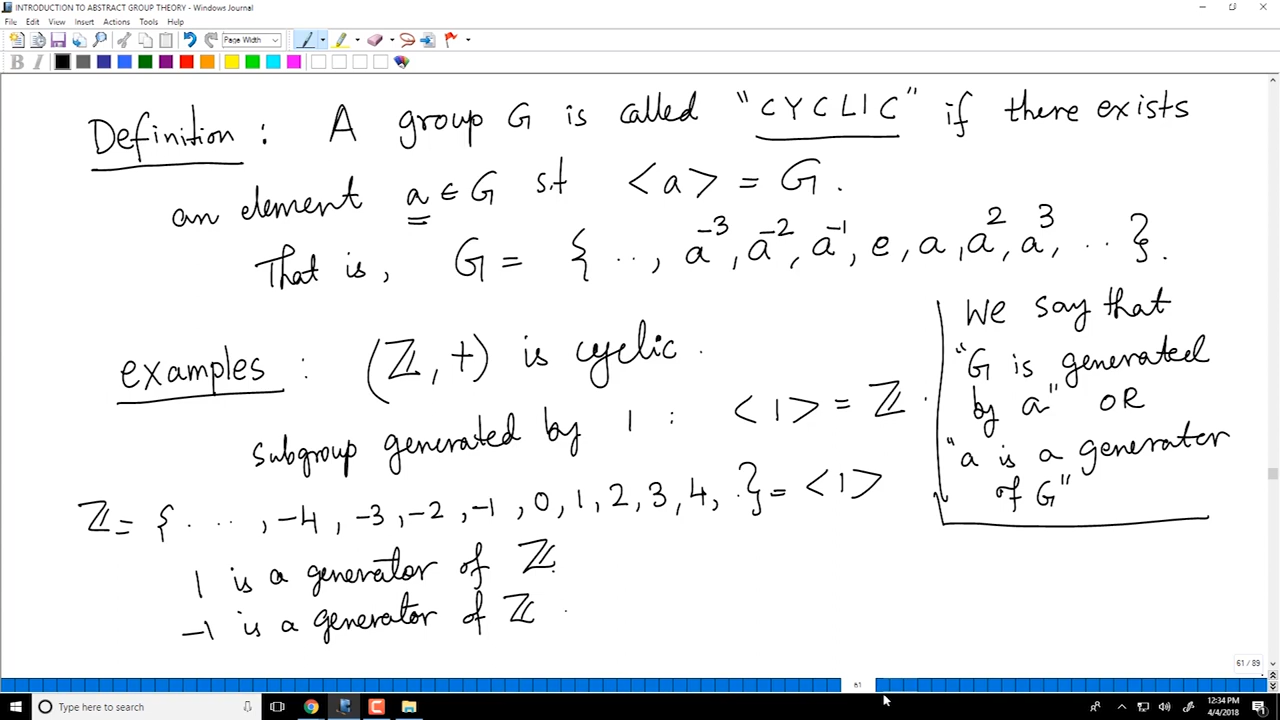 INTRODUCTION TO ABSTRACT GROUP THEORY - Windows Journal
File Edit View Insert Actions Tools Help
Page Width
B I
Definition : A group G is called "CYCLIC" if there exists
an element a ∈ G s.t <a> = G.
That is, G = { .., a⁻³, a⁻², a⁻¹, e, a, a², a³, .. }.
examples : (ℤ, +) is cyclic.
subgroup generated by 1 : <1> = ℤ.
ℤ = { . . . . , -4, -3, -2, -1, 0, 1, 2, 3, 4, .} = <1>
1 is a generator of ℤ.
-1 is a generator of ℤ.
We say that
"G is generated
by a" OR
"a is a generater
of G"
61 / 89
61
Type here to search
12:34 PM
4/4/2018
1